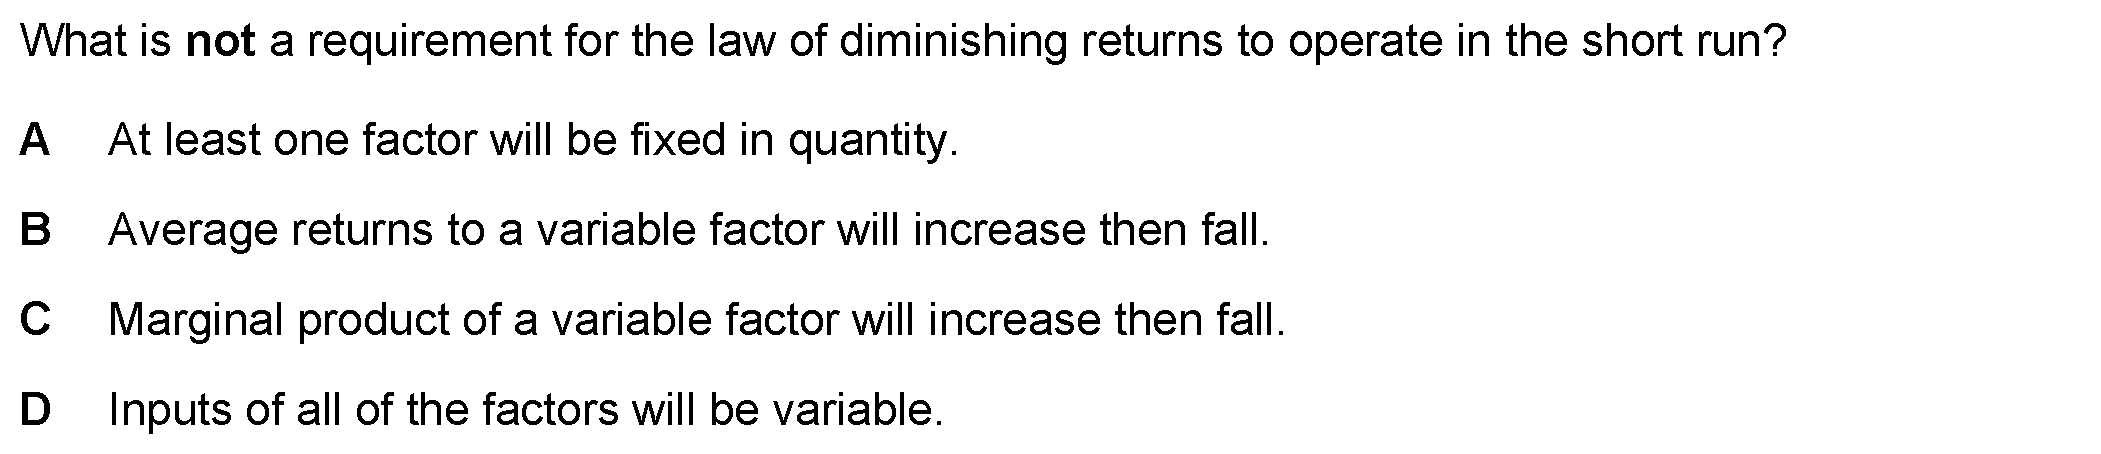 What is not a requirement for the law of diminishing returns to operate in the short run?
A At least one factor will be fixed in quantity.
B Average returns to a variable factor will increase then fall.
C Marginal product of a variable factor will increase then fall.
D Inputs of all of the factors will be variable.